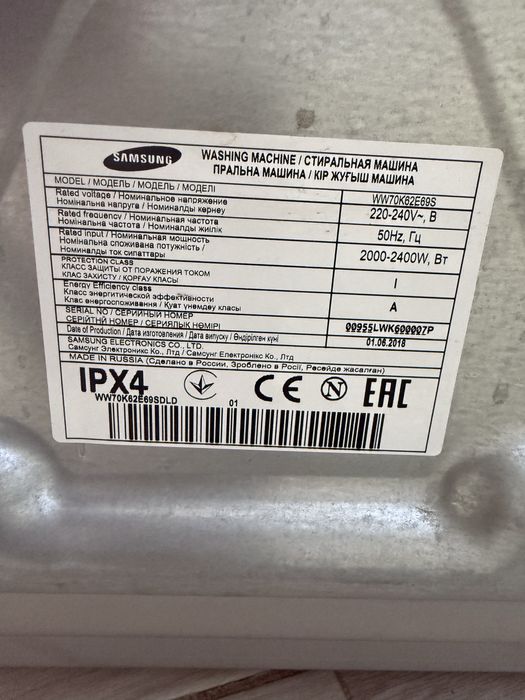 SAMSUNG
WASHING MACHINE / СТИРАЛЬНАЯ МАШИНА
ПРАЛЬНА МАШИНА / КІР ЖУҒЫШ МАШИНА
MODEL / МОДЕЛЬ / МОДЕЛЬ / МОДЕЛІ WW70K62E69S
Rated voltage / Номинальное напряжение
Номінальна напруга / Номиналды кернеу 220-240V~, В
Rated frequency / Номинальная частота
Номінальна частота / Номиналды жиілік 50Hz, Гц
Rated input / Номинальная мощность
Номінальна споживана потужність /
Номиналды ток сипаттары 2000-2400W, Вт
PROTECTION CLASS
КЛАСС ЗАЩИТЫ ОТ ПОРАЖЕНИЯ ТОКОМ
КЛАС ЗАХИСТУ / ҚОРҒАУ КЛАСЫ I
Energy Efficiency class
Класс энергетической эффективности
Клас енергоспоживання / Қуат үнемдеу класы A
SERIAL NO / СЕРИЙНЫЙ НОМЕР
СЕРІЙНИЙ НОМЕР / СЕРИЯЛЫҚ НӨМІРІ 00955LWK600007P
Date of Production / Дата изготовления / Дата випуску / Өндірілген күні 01.06.2018
SAMSUNG ELECTRONICS CO., LTD.
Самсунг Электроникс Ко., Лтд / Самсунг Електронікс Ко., Лтд
MADE IN RUSSIA (Сделано в России, Зроблено в Росії, Ресейде жасалған)
IPX4 CE N EAC
WW70K62E69SDLD 01